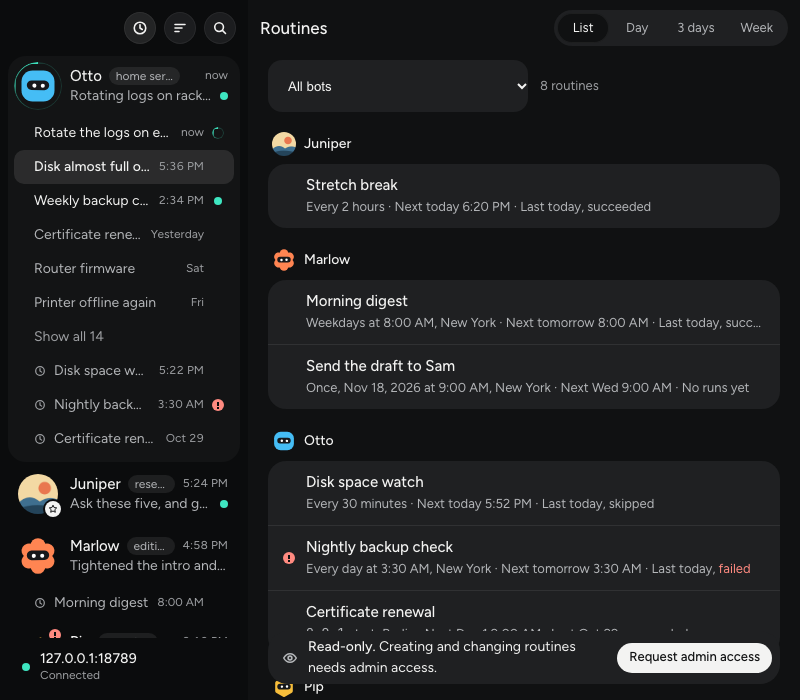 Otto home ser... now
Rotating logs on rack...
Rotate the logs on e... now
Disk almost full o... 5:36 PM
Weekly backup c... 2:34 PM
Certificate rene... Yesterday
Router firmware Sat
Printer offline again Fri
Show all 14
Disk space w... 5:22 PM
Nightly back... 3:30 AM
Certificate ren... Oct 29
Juniper rese... 5:24 PM
Ask these five, and g...
Marlow editi... 4:58 PM
Tightened the intro and...
Morning digest 8:00 AM
127.0.0.1:18789
Connected
Routines
List Day 3 days Week
All bots 8 routines
Juniper
Stretch break
Every 2 hours · Next today 6:20 PM · Last today, succeeded
Marlow
Morning digest
Weekdays at 8:00 AM, New York · Next tomorrow 8:00 AM · Last today, succ...
Send the draft to Sam
Once, Nov 18, 2026 at 9:00 AM, New York · Next Wed 9:00 AM · No runs yet
Otto
Disk space watch
Every 30 minutes · Next today 5:52 PM · Last today, skipped
Nightly backup check
Every day at 3:30 AM, New York · Next tomorrow 3:30 AM · Last today, failed
Certificate renewal
Read-only. Creating and changing routines
needs admin access.
Request admin access
Pip